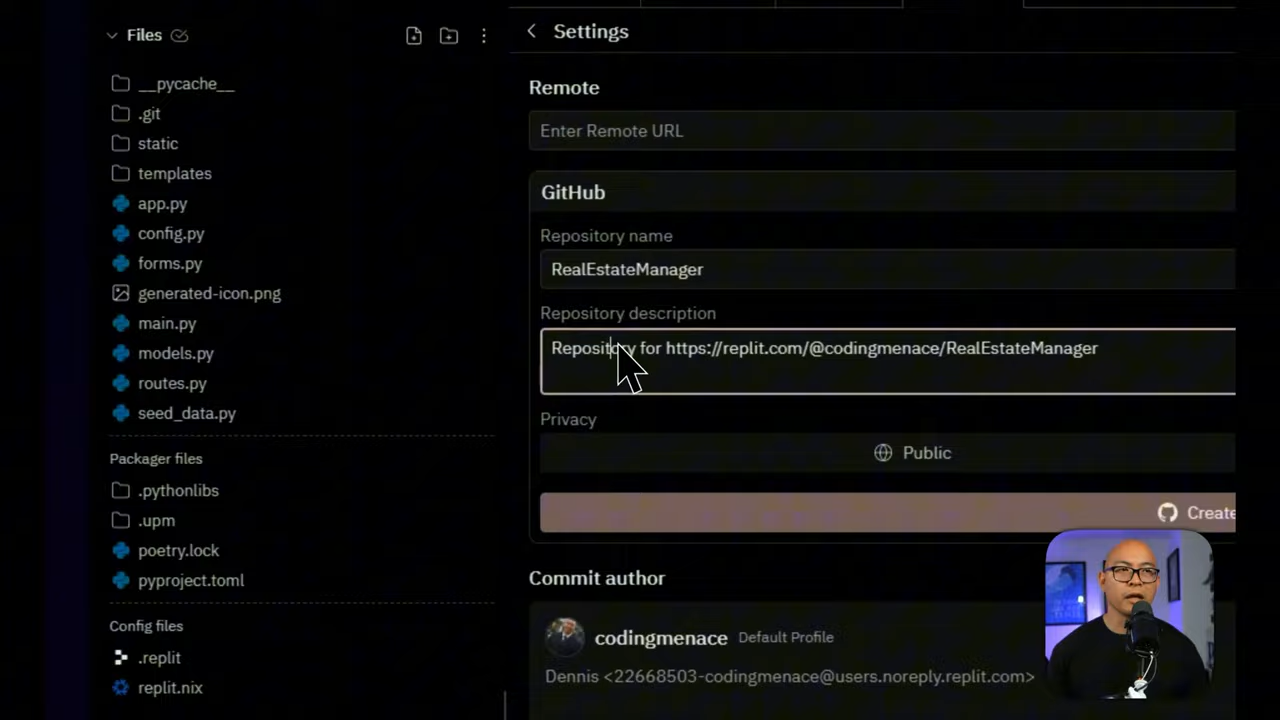 Files
__pycache__
.git
static
templates
app.py
config.py
forms.py
generated-icon.png
main.py
models.py
routes.py
seed_data.py
Packager files
.pythonlibs
.upm
poetry.lock
pyproject.toml
Config files
.replit
replit.nix
Settings
Remote
Enter Remote URL
GitHub
Repository name
RealEstateManager
Repository description
Repository for https://replit.com/@codingmenace/RealEstateManager
Privacy
Public
Create
Commit author
codingmenace Default Profile
Dennis <22668503-codingmenace@users.noreply.replit.com>